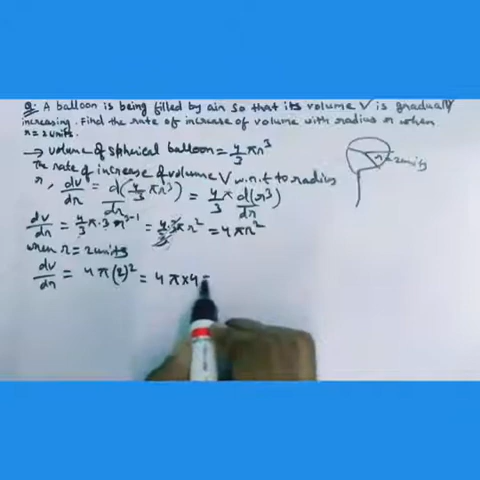 Q. A balloon is being filled by air so that its volume V is gradually
increasing. Find the rate of increase of volume with radius r when
r = 2 units.
→ volume of spherical balloon = 4/3 πr³
r = 2 units
The rate of increase of volume V w.r.t to radius
r, dv/dr = d(4/3 πr³)/dr = 4/3 π d(r³)/dr
dv/dr = 4/3 π·3 r³⁻¹ = 4·3/3 π r² = 4πr²
when r = 2 units
dv/dr = 4π(2)² = 4π×4 =